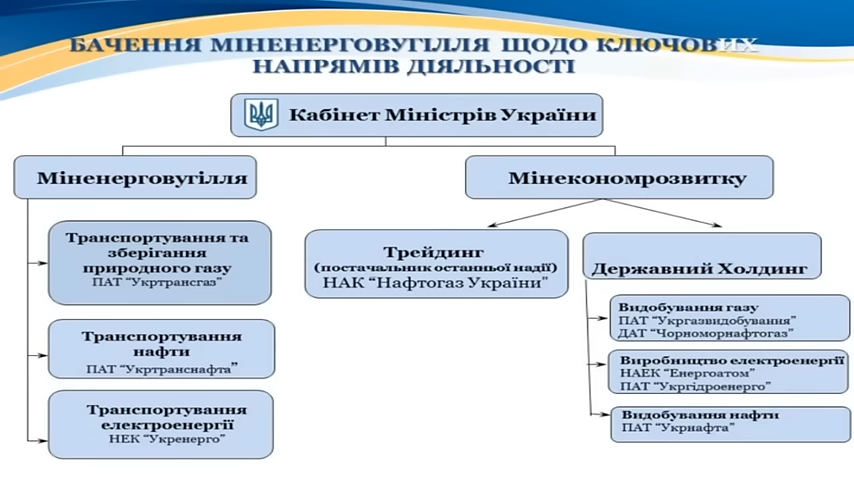 БАЧЕННЯ МІНЕНЕРГОВУГІЛЛЯ ЩОДО КЛЮЧОВИХ
НАПРЯМІВ ДІЯЛЬНОСТІ
Кабінет Міністрів України
Міненерговугілля
Мінекономрозвитку
Транспортування та
зберігання
природного газу
ПАТ “Укртрансгаз”
Транспортування
нафти
ПАТ “Укртранснафта”
Транспортування
електроенергії
НЕК “Укренерго”
Трейдинг
(постачальник останньої надії)
НАК “Нафтогаз України”
Державний Холдинг
Видобування газу
ПАТ “Укргазвидобування”
ДАТ “Чорноморнафтогаз”
Виробництво електроенергії
НАЕК “Енергоатом”
ПАТ “Укргідроенерго”
Видобування нафти
ПАТ “Укрнафта”